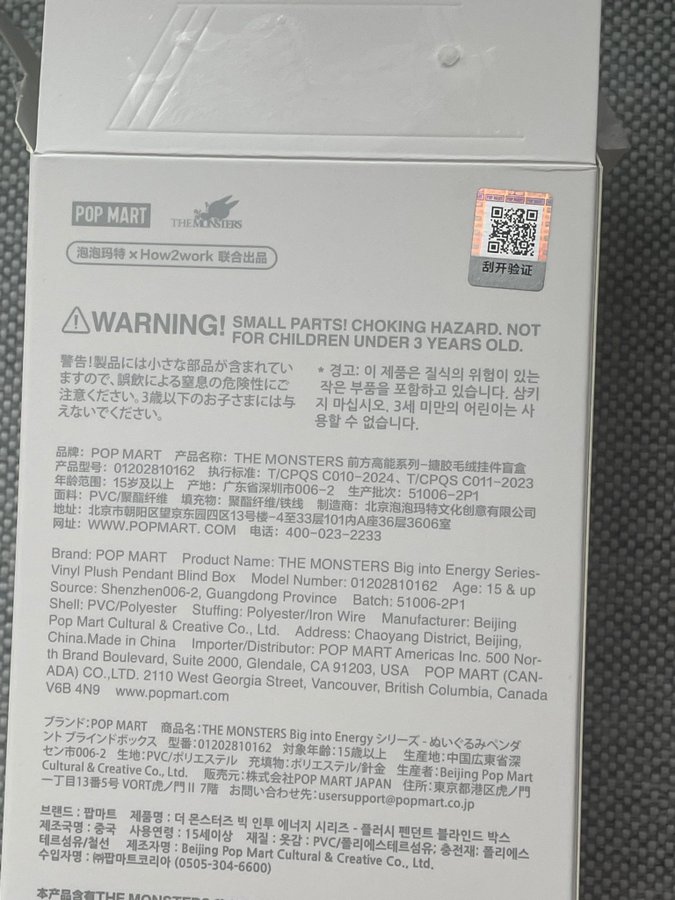 POP MART
THE MONSTERS
泡泡玛特 × How2work 联合出品
刮开验证
WARNING! SMALL PARTS! CHOKING HAZARD. NOT
FOR CHILDREN UNDER 3 YEARS OLD.
警告!製品には小さな部品が含まれてい
ますので、誤飲による窒息の危険性にご
注意ください。3歳以下のお子さまには与
えないでください。
* 경고: 이 제품은 질식의 위험이 있는
작은 부품을 포함하고 있습니다. 삼키
지 마십시오. 3세 미만의 어린이는 사
용할 수 없습니다.
品牌: POP MART 产品名称: THE MONSTERS 前方高能系列-搪胶毛绒挂件盲盒
产品型号: 01202810162 执行标准: T/CPQS C010-2024、T/CPQS C011-2023
年龄范围: 15岁及以上 产地: 广东省深圳市006-2 生产批次: 51006-2P1
面料: PVC/聚酯纤维 填充物: 聚酯纤维/铁线 制造商: 北京泡泡玛特文化创意有限公司
地址: 北京市朝阳区望京东园四区13号楼-4至33层101内A座36层3606室
网址: WWW.POPMART. COM 电话: 400-023-2233
Brand: POP MART Product Name: THE MONSTERS Big into Energy Series-
Vinyl Plush Pendant Blind Box Model Number: 01202810162 Age: 15 & up
Source: Shenzhen006-2, Guangdong Province Batch: 51006-2P1
Shell: PVC/Polyester Stuffing: Polyester/Iron Wire Manufacturer: Beijing
Pop Mart Cultural & Creative Co., Ltd. Address: Chaoyang District, Beijing,
China.Made in China Importer/Distributor: POP MART Americas Inc. 500 Nor-
th Brand Boulevard, Suite 2000, Glendale, CA 91203, USA POP MART (CAN-
ADA) CO.,LTD. 2110 West Georgia Street, Vancouver, British Columbia, Canada
V6B 4N9 www.popmart.com
ブランド:POP MART 商品名:THE MONSTERS Big into Energy シリーズ - ぬいぐるみペンダ
ント ブラインドボックス 型番:01202810162 対象年齢:15歳以上 生産地:中国広東省深
セン市006-2 生地:PVC/ポリエステル 充填物:ポリエステル/針金 生産者:Beijing Pop Mart
Cultural & Creative Co., Ltd. 販売元:株式会社POP MART JAPAN 住所:東京都港区虎ノ門
一丁目13番5号 VORT虎ノ門Ⅱ 7階 お問い合わせ先:usersupport@popmart.co.jp
브랜드 : 팝마트 제품명 : 더 몬스터즈 빅 인투 에너지 시리즈 - 플러시 펜던트 블라인드 박스
제조국명 : 중국 사용연령 : 15세이상 재질 : 옷감 : PVC/폴리에스테르섬유; 충전재: 폴리에스
테르섬유/철선 제조자명 : Beijing Pop Mart Cultural & Creative Co., Ltd.
수입자명 : ㈜팝마트코리아 (0505-304-6600)
本产品含有THE MONSTERS